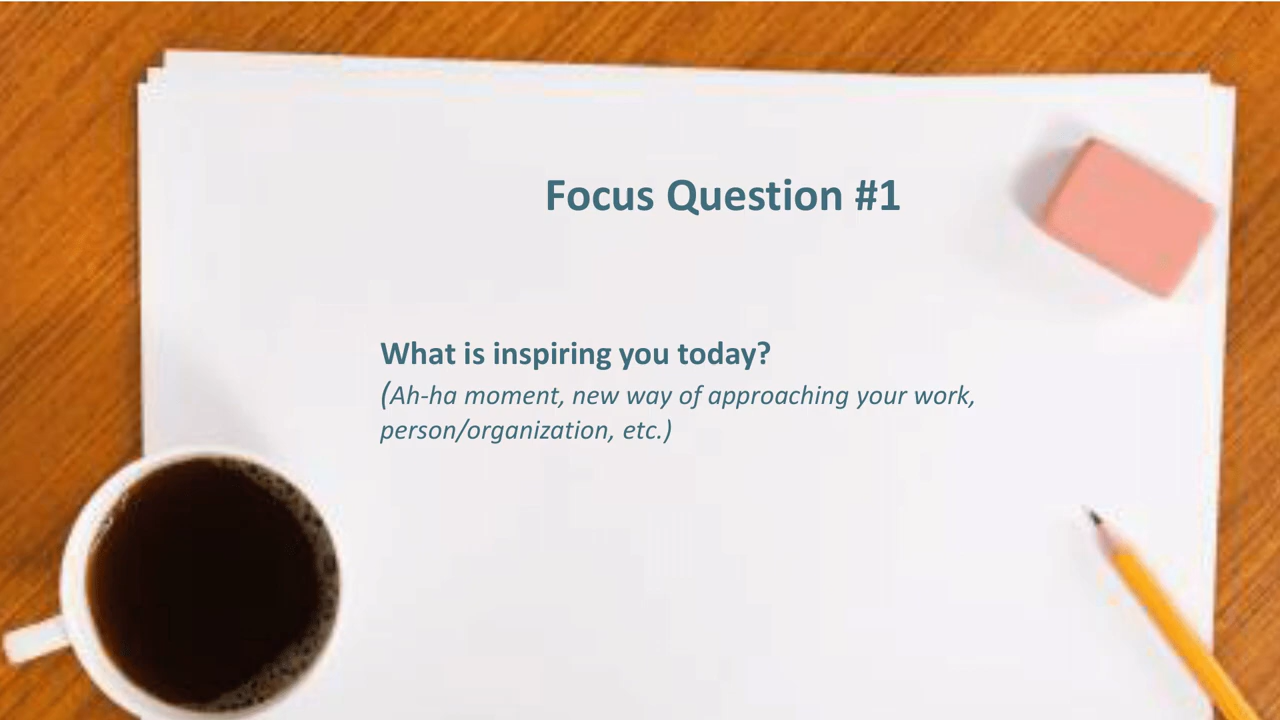 Focus Question #1
What is inspiring you today?
(Ah-ha moment, new way of approaching your work,
person/organization, etc.)